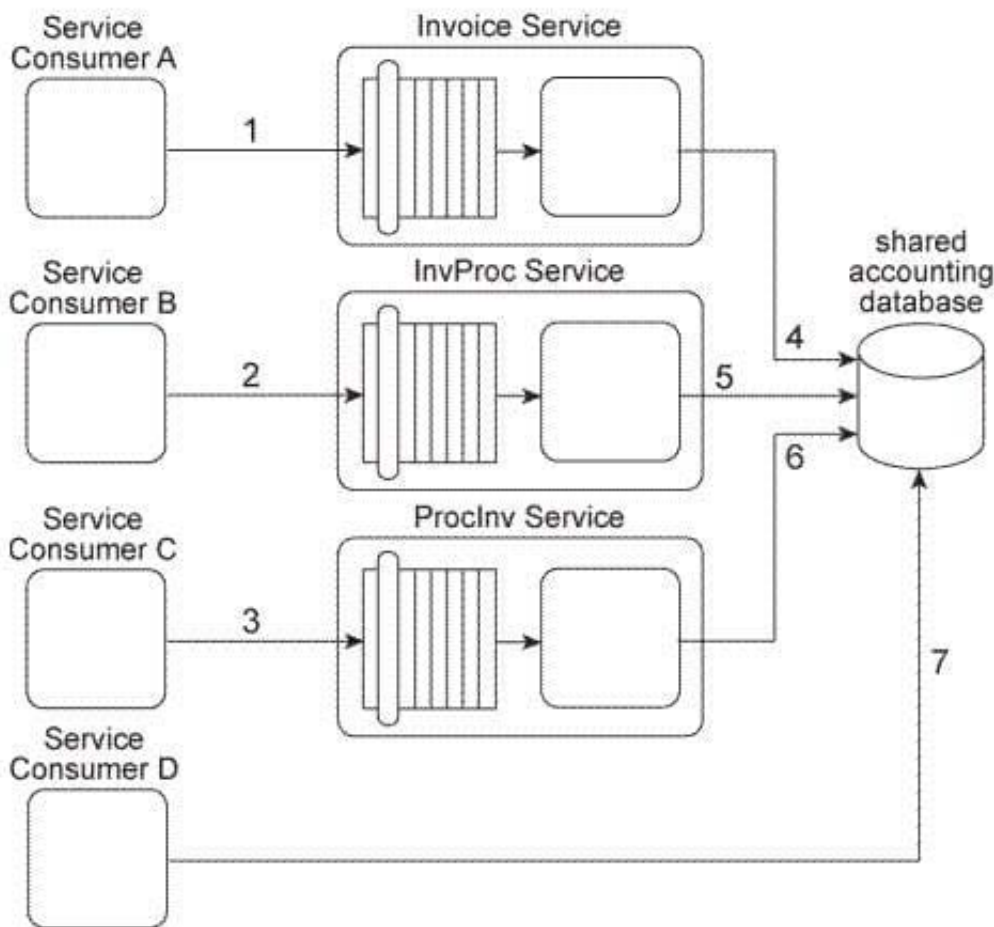 Service
Consumer A
Invoice Service
1
Service
Consumer B
InvProc Service
2
shared
accounting
database
4
5
6
Service
Consumer C
ProcInv Service
3
7
Service
Consumer D